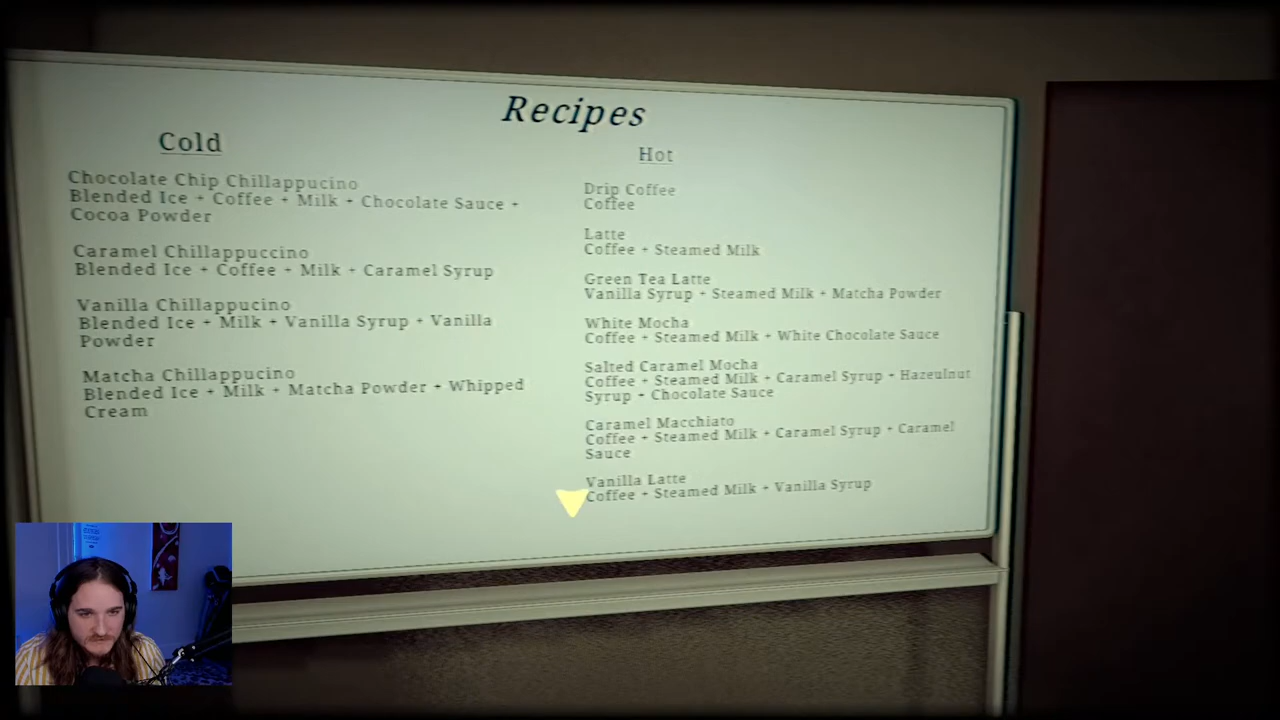 Recipes
Cold
Chocolate Chip Chillappucino
Blended Ice + Coffee + Milk + Chocolate Sauce +
Cocoa Powder
Caramel Chillappuccino
Blended Ice + Coffee + Milk + Caramel Syrup
Vanilla Chillappucino
Blended Ice + Milk + Vanilla Syrup + Vanilla
Powder
Matcha Chillappucino
Blended Ice + Milk + Matcha Powder + Whipped
Cream
Hot
Drip Coffee
Coffee
Latte
Coffee + Steamed Milk
Green Tea Latte
Vanilla Syrup + Steamed Milk + Matcha Powder
White Mocha
Coffee + Steamed Milk + White Chocolate Sauce
Salted Caramel Mocha
Coffee + Steamed Milk + Caramel Syrup + Hazeulnut
Syrup + Chocolate Sauce
Caramel Macchiato
Coffee + Steamed Milk + Caramel Syrup + Caramel
Sauce
Vanilla Latte
Coffee + Steamed Milk + Vanilla Syrup